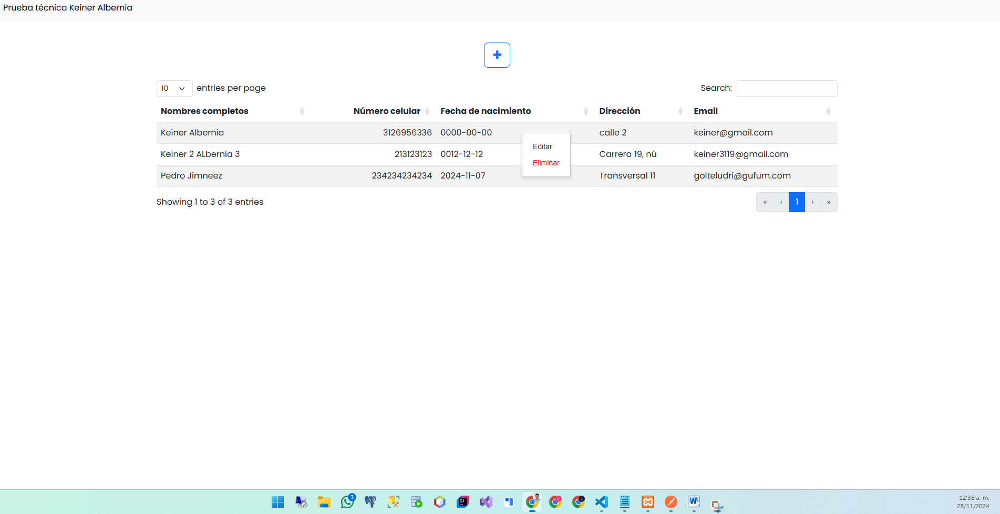 Prueba técnica Keiner Albernia
10 entries per page Search:
Nombres completos Número celular Fecha de nacimiento Dirección Email
Keiner Albernia 3126956336 0000-00-00 calle 2 keiner@gmail.com
Editar
Keiner 2 ALbernia 3 213123123 0012-12-12 Carrera 19, nú keiner3119@gmail.com
Eliminar
Pedro Jimneez 234234234234 2024-11-07 Transversal 11 golteludri@gufum.com
Showing 1 to 3 of 3 entries « ‹ 1 › »
3
12:35 a. m.
28/11/2024